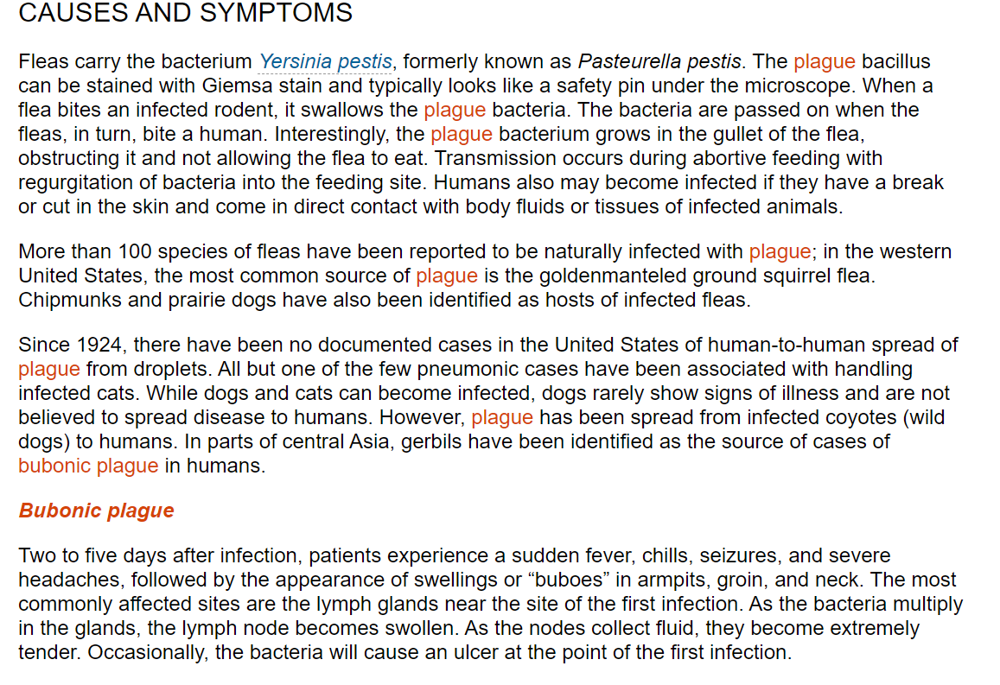 CAUSES AND SYMPTOMS
Fleas carry the bacterium Yersinia pestis, formerly known as Pasteurella pestis. The plague bacillus
can be stained with Giemsa stain and typically looks like a safety pin under the microscope. When a
flea bites an infected rodent, it swallows the plague bacteria. The bacteria are passed on when the
fleas, in turn, bite a human. Interestingly, the plague bacterium grows in the gullet of the flea,
obstructing it and not allowing the flea to eat. Transmission occurs during abortive feeding with
regurgitation of bacteria into the feeding site. Humans also may become infected if they have a break
or cut in the skin and come in direct contact with body fluids or tissues of infected animals.
More than 100 species of fleas have been reported to be naturally infected with plague; in the western
United States, the most common source of plague is the goldenmanteled ground squirrel flea.
Chipmunks and prairie dogs have also been identified as hosts of infected fleas.
Since 1924, there have been no documented cases in the United States of human-to-human spread of
plague from droplets. All but one of the few pneumonic cases have been associated with handling
infected cats. While dogs and cats can become infected, dogs rarely show signs of illness and are not
believed to spread disease to humans. However, plague has been spread from infected coyotes (wild
dogs) to humans. In parts of central Asia, gerbils have been identified as the source of cases of
bubonic plague in humans.
Bubonic plague
Two to five days after infection, patients experience a sudden fever, chills, seizures, and severe
headaches, followed by the appearance of swellings or “buboes” in armpits, groin, and neck. The most
commonly affected sites are the lymph glands near the site of the first infection. As the bacteria multiply
in the glands, the lymph node becomes swollen. As the nodes collect fluid, they become extremely
tender. Occasionally, the bacteria will cause an ulcer at the point of the first infection.